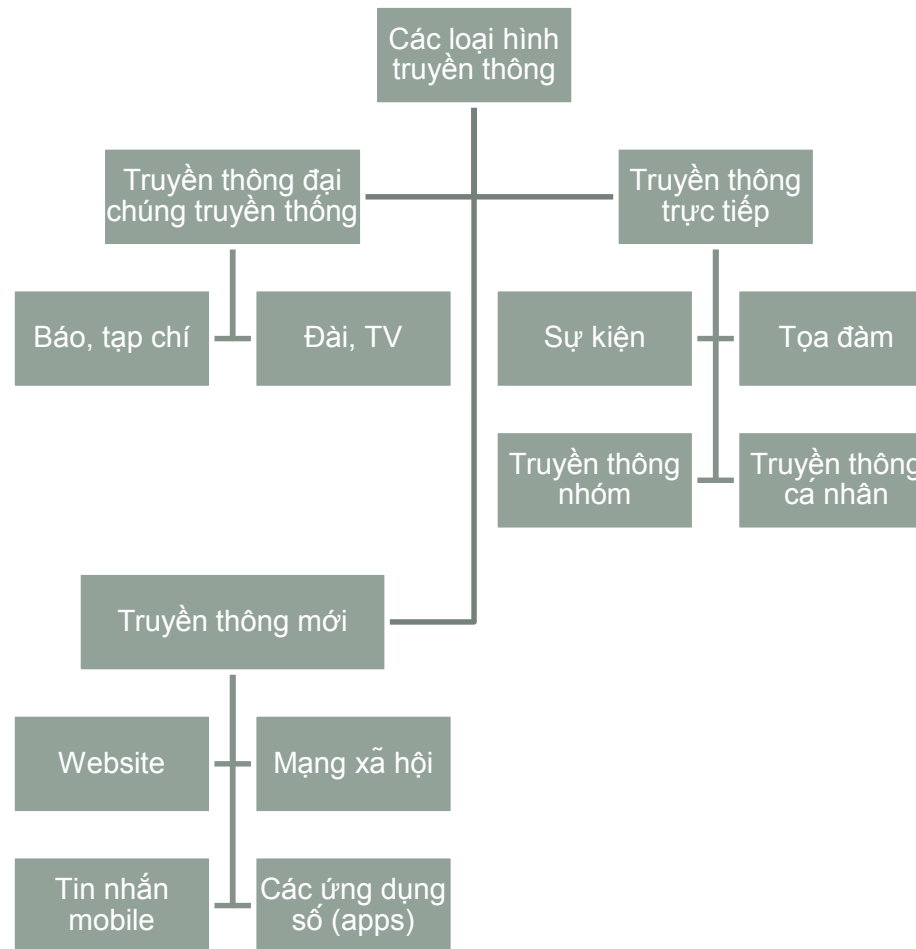 Các loại hình
truyền thông
Truyền thông đại
chúng truyền thống
Truyền thông
trực tiếp
Báo, tạp chí
Đài, TV
Sự kiện
Tọa đàm
Truyền thông
nhóm
Truyền thông
cá nhân
Truyền thông mới
Website
Mạng xã hội
Tin nhắn
mobile
Các ứng dụng
số (apps)